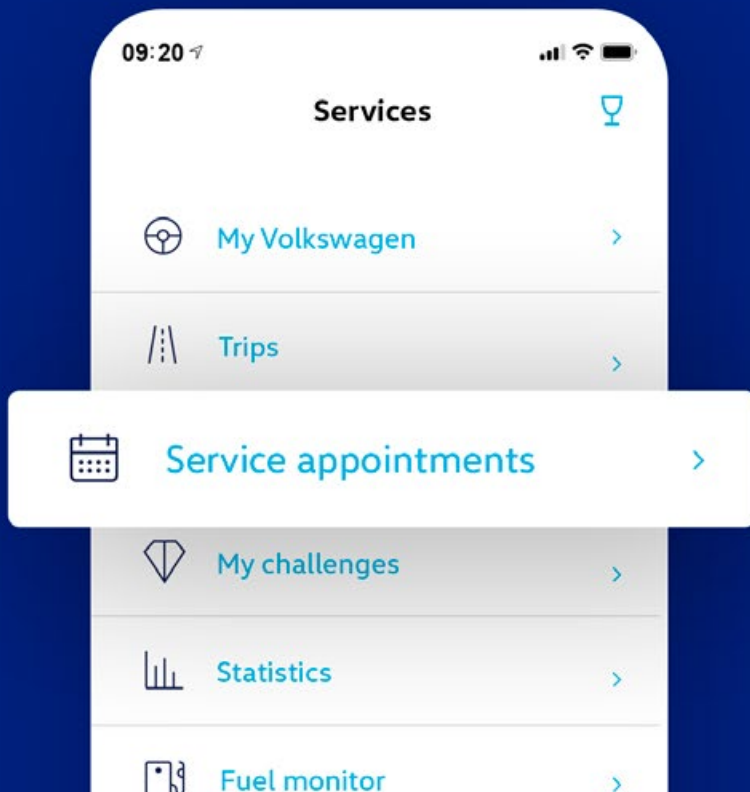 09:20
Services
My Volkswagen
Trips
Service appointments
My challenges
Statistics
Fuel monitor